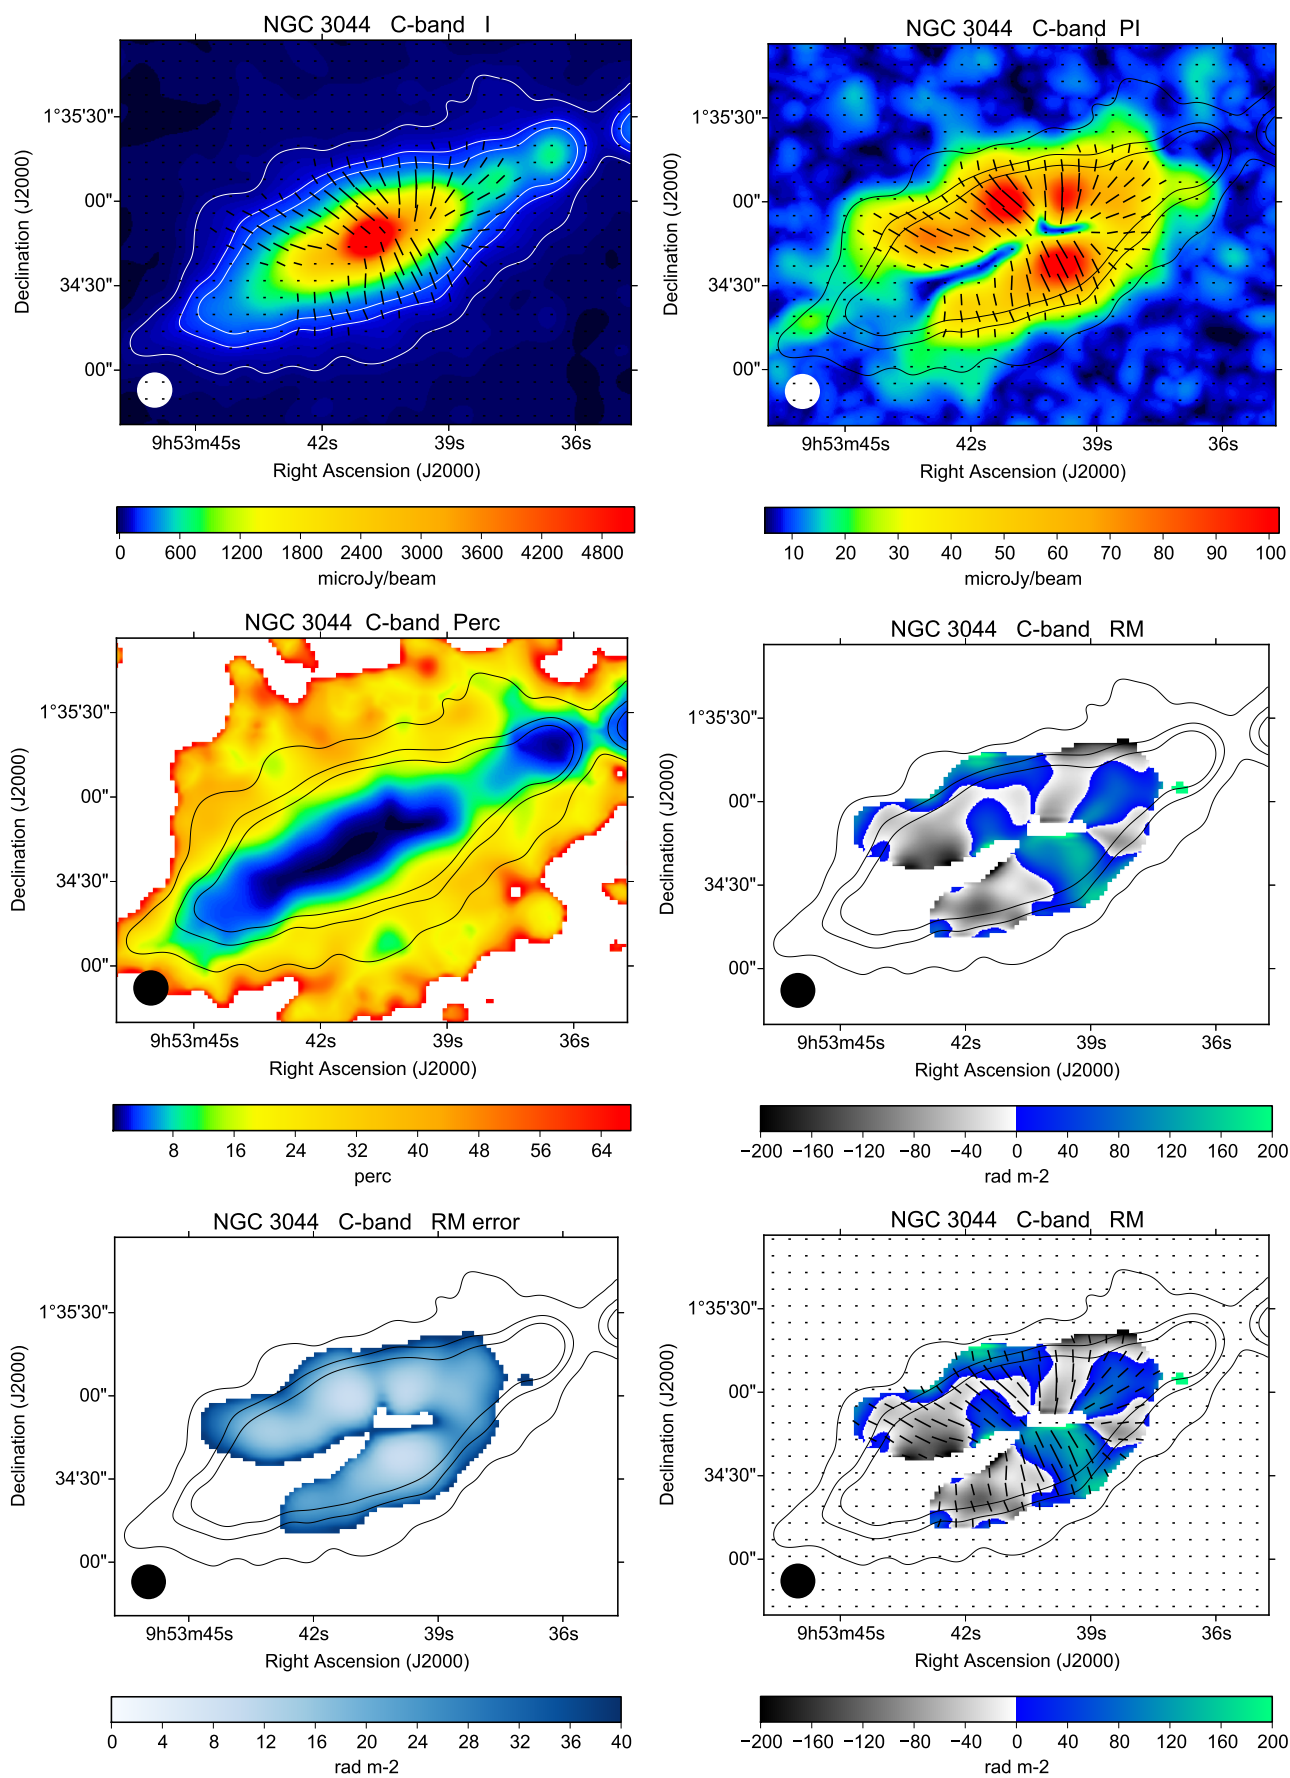 NGC 3044 C-band I
1°35'30"
00"
34'30"
00"
Declination (J2000)
9h53m45s 42s 39s 36s
Right Ascension (J2000)
0 600 1200 1800 2400 3000 3600 4200 4800
microJy/beam
NGC 3044 C-band PI
1°35'30"
00"
34'30"
00"
Declination (J2000)
9h53m45s 42s 39s 36s
Right Ascension (J2000)
10 20 30 40 50 60 70 80 90 100
microJy/beam
NGC 3044 C-band Perc
1°35'30"
00"
34'30"
00"
Declination (J2000)
9h53m45s 42s 39s 36s
Right Ascension (J2000)
8 16 24 32 40 48 56 64
perc
NGC 3044 C-band RM
1°35'30"
00"
34'30"
00"
Declination (J2000)
9h53m45s 42s 39s 36s
Right Ascension (J2000)
−200 −160 −120 −80 −40 0 40 80 120 160 200
rad m-2
NGC 3044 C-band RM error
1°35'30"
00"
34'30"
00"
Declination (J2000)
9h53m45s 42s 39s 36s
Right Ascension (J2000)
0 4 8 12 16 20 24 28 32 36 40
rad m-2
NGC 3044 C-band RM
1°35'30"
00"
34'30"
00"
Declination (J2000)
9h53m45s 42s 39s 36s
Right Ascension (J2000)
−200 −160 −120 −80 −40 0 40 80 120 160 200
rad m-2